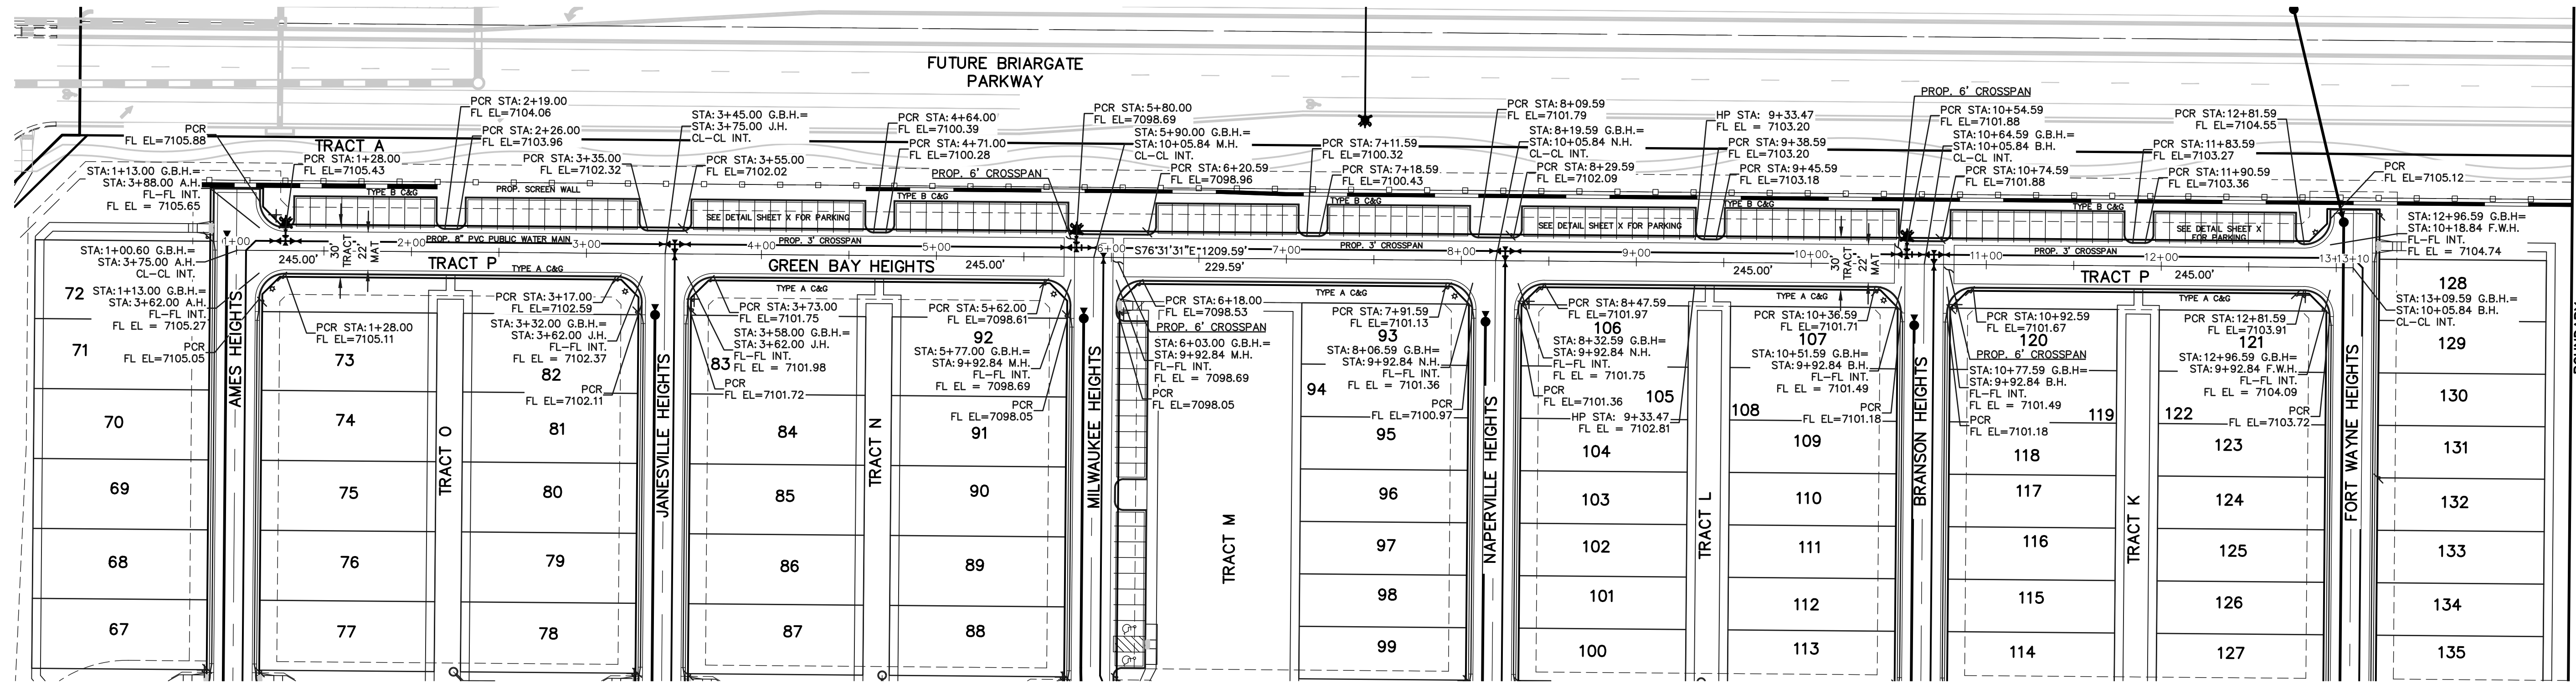 FUTURE BRIARGATE
PARKWAY
PCR
FL EL=7105.88
TRACT A
PCR STA:1+28.00
FL EL=7105.43
PCR STA:2+19.00
FL EL=7104.06
PCR STA:2+26.00
FL EL=7103.96
PCR STA:3+35.00
FL EL=7102.32
STA:3+45.00 G.B.H.=
STA:3+75.00 J.H.
CL-CL INT.
PCR STA:3+55.00
FL EL=7102.02
PCR STA:4+64.00
FL EL=7100.39
PCR STA:4+71.00
FL EL=7100.28
PROP. 6' CROSSPAN
PCR STA:5+80.00
FL EL=7098.69
STA:5+90.00 G.B.H.=
STA:10+05.84 M.H.
CL-CL INT.
PCR STA:6+20.59
FL EL=7098.96
PCR STA:7+11.59
FL EL=7100.32
PCR STA:7+18.59
FL EL=7100.43
PCR STA:8+09.59
FL EL=7101.79
STA:8+19.59 G.B.H.=
STA:10+05.84 N.H.
CL-CL INT.
PCR STA:8+29.59
FL EL=7102.09
HP STA: 9+33.47
FL EL = 7103.20
PCR STA:9+38.59
FL EL=7103.20
PCR STA:9+45.59
FL EL=7103.18
PROP. 6' CROSSPAN
PCR STA:10+54.59
FL EL=7101.88
STA:10+64.59 G.B.H.=
STA:10+05.84 B.H.
CL-CL INT.
PCR STA:10+74.59
FL EL=7101.88
PCR STA:11+83.59
FL EL=7103.27
PCR STA:11+90.59
FL EL=7103.36
PCR STA:12+81.59
FL EL=7104.55
PCR
FL EL=7105.12
STA:1+13.00 G.B.H.=
STA:3+88.00 A.H.
FL-FL INT.
FL EL = 7105.65
TYPE B C&G
PROP. SCREEN WALL
SEE DETAIL SHEET X FOR PARKING
TYPE B C&G
TYPE B C&G
SEE DETAIL SHEET X FOR PARKING
TYPE B C&G
TYPE B C&G
SEE DETAIL SHEET X
FOR PARKING
STA:12+96.59 G.B.H=
STA:10+18.84 F.W.H.
FL-FL INT.
FL EL = 7104.74
STA:1+00.60 G.B.H.=
STA:3+75.00 A.H.
CL-CL INT.
1+00
245.00'
30'
TRACT
22'
MAT
2+00
PROP. 8" PVC PUBLIC WATER MAIN
3+00
4+00
PROP. 3' CROSSPAN
5+00
6+00
S76°31'31"E~1209.59'
7+00
PROP. 3' CROSSPAN
8+00
9+00
10+00
30'
TRACT
22'
MAT
11+00
PROP. 3' CROSSPAN
12+00
13+00
13+10
TRACT P
TYPE A C&G
GREEN BAY HEIGHTS
245.00'
TYPE A C&G
229.59'
TYPE A C&G
245.00'
TYPE A C&G
TRACT P
245.00'
TYPE A C&G
72
STA:1+13.00 G.B.H=
STA:3+62.00 A.H.
FL-FL INT.
FL EL = 7105.27
PCR
FL EL=7105.05
PCR STA:1+28.00
FL EL=7105.11
PCR STA:3+17.00
FL EL=7102.59
STA:3+32.00 G.B.H.=
STA:3+62.00 J.H.
FL-FL INT.
FL EL = 7102.37
PCR
FL EL=7102.11
PCR STA:3+73.00
FL EL=7101.75
STA:3+58.00 G.B.H.=
STA:3+62.00 J.H.
FL-FL INT.
FL EL = 7101.98
PCR
FL EL=7101.72
PCR STA:5+62.00
FL EL=7098.61
92
STA:5+77.00 G.B.H.=
STA:9+92.84 M.H.
FL-FL INT.
FL EL = 7098.69
PCR
FL EL=7098.05
PCR STA:6+18.00
FL EL=7098.53
PROP. 6' CROSSPAN
STA:6+03.00 G.B.H.=
STA:9+92.84 M.H.
FL-FL INT.
FL EL = 7098.69
PCR
FL EL=7098.05
PCR STA:7+91.59
FL EL=7101.13
93
STA:8+06.59 G.B.H=
STA:9+92.84 N.H.
FL-FL INT.
FL EL = 7101.36
PCR
FL EL=7100.97
PCR STA:8+47.59
FL EL=7101.97
106
STA:8+32.59 G.B.H=
STA:9+92.84 N.H.
FL-FL INT.
FL EL = 7101.75
PCR
FL EL=7101.36
HP STA: 9+33.47
FL EL = 7102.81
PCR STA:10+36.59
FL EL=7101.71
107
STA:10+51.59 G.B.H=
STA:9+92.84 B.H.
FL-FL INT.
FL EL = 7101.49
PCR
FL EL=7101.18
PCR STA:10+92.59
FL EL=7101.67
120
PROP. 6' CROSSPAN
STA:10+77.59 G.B.H=
STA:9+92.84 B.H.
FL-FL INT.
FL EL = 7101.49
PCR
FL EL=7101.18
PCR STA:12+81.59
FL EL=7103.91
121
STA:12+96.59 G.B.H=
STA:9+92.84 F.W.H.
FL-FL INT.
FL EL = 7104.09
PCR
FL EL=7103.72
128
STA:13+09.59 G.B.H=
STA:10+05.84 B.H.
CL-CL INT.
71
70
69
68
67
AMES HEIGHTS
73
74
75
76
77
TRACT O
82
81
80
79
78
JANESVILLE HEIGHTS
83
84
85
86
87
TRACT N
91
90
89
88
MILWAUKEE HEIGHTS
TRACT M
94
95
96
97
98
99
NAPERVILLE HEIGHTS
105
104
103
102
101
100
TRACT L
108
109
110
111
112
113
BRANSON HEIGHTS
119
118
117
116
115
114
TRACT K
122
123
124
125
126
127
FORT WAYNE HEIGHTS
129
130
131
132
133
134
135